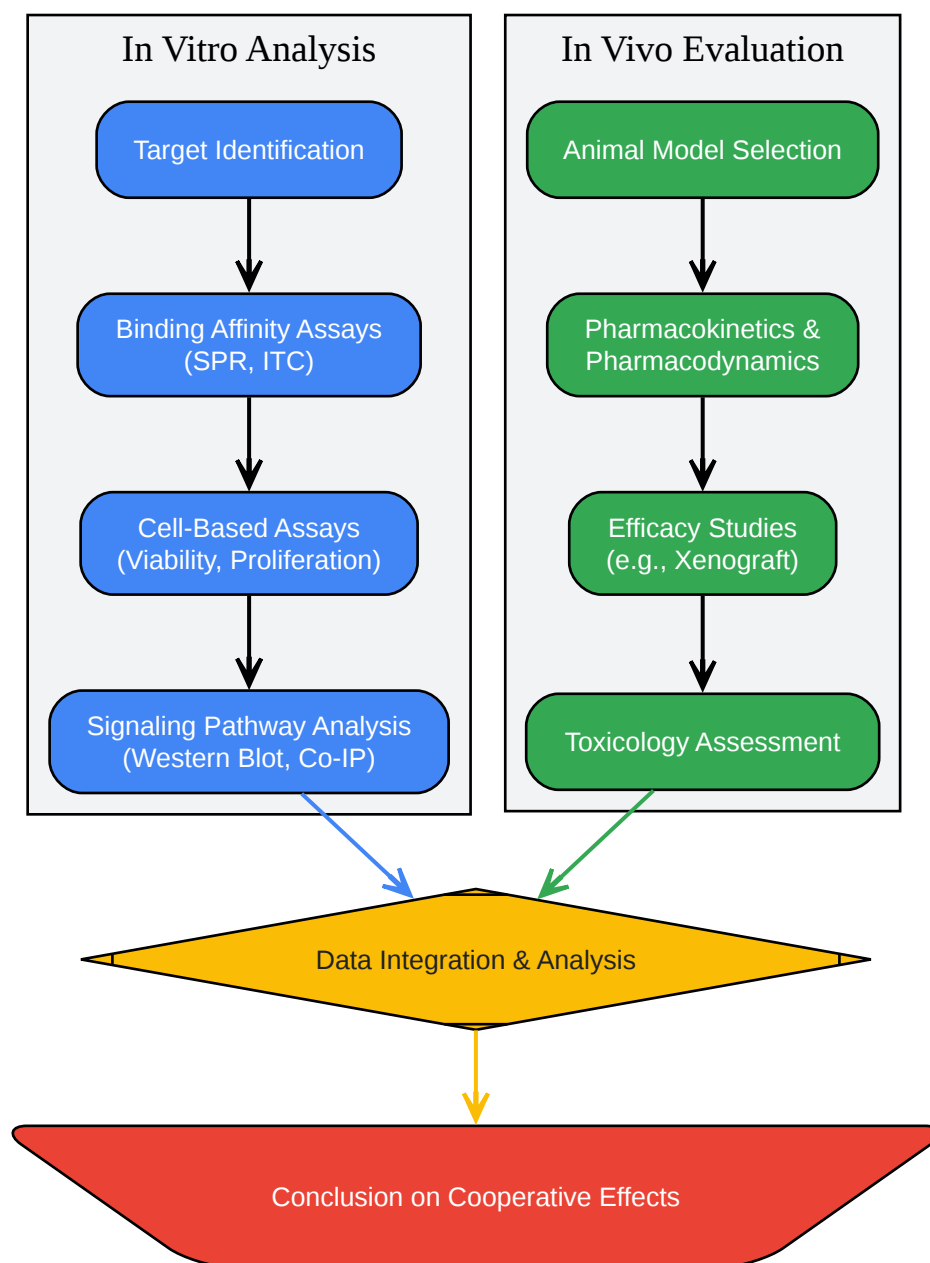 In Vitro Analysis
Target Identification
Binding Affinity Assays
(SPR, ITC)
Cell-Based Assays
(Viability, Proliferation)
Signaling Pathway Analysis
(Western Blot, Co-IP)
In Vivo Evaluation
Animal Model Selection
Pharmacokinetics &
Pharmacodynamics
Efficacy Studies
(e.g., Xenograft)
Toxicology Assessment
Data Integration & Analysis
Conclusion on Cooperative Effects